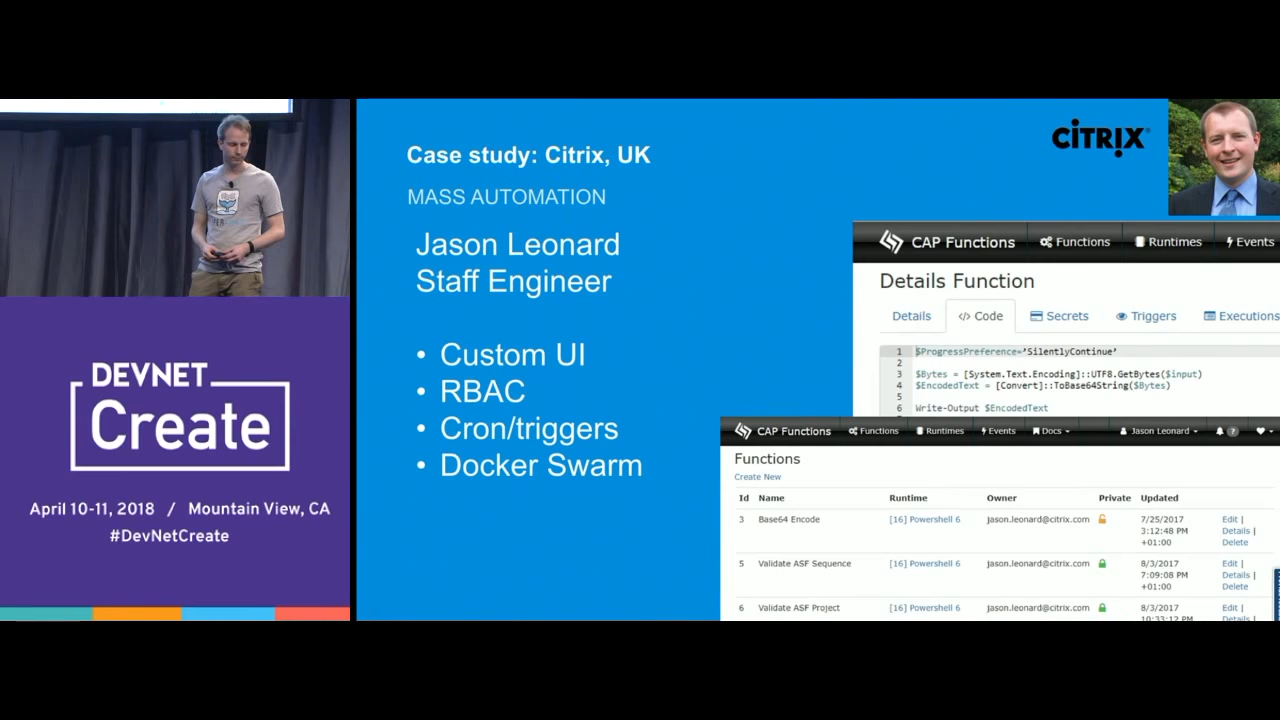 DEVNET
Create
April 10-11, 2018 / Mountain View, CA
#DevNetCreate
Case study: Citrix, UK
MASS AUTOMATION
Jason Leonard
Staff Engineer
• Custom UI
• RBAC
• Cron/triggers
• Docker Swarm
CITRIX®
CAP Functions Functions Runtimes Events
Details Function
Details </> Code Secrets Triggers Executions
1 $ProgressPreference='SilentlyContinue'
2
3 $Bytes = [System.Text.Encoding]::UTF8.GetBytes($input)
4 $EncodedText = [Convert]::ToBase64String($Bytes)
5
6 Write-Output $EncodedText
CAP Functions Functions Runtimes Events Docs Jason Leonard ?
Functions
Create New
Id Name Runtime Owner Private Updated
3 Base64 Encode [16] Powershell 6 jason.leonard@citrix.com 7/25/2017 Edit |
3:12:48 PM Details |
+01:00 Delete
5 Validate ASF Sequence [16] Powershell 6 jason.leonard@citrix.com 8/3/2017 Edit |
7:09:08 PM Details |
+01:00 Delete
6 Validate ASF Project [16] Powershell 6 jason.leonard@citrix.com 8/3/2017 Edit |
10:33:12 PM Details |